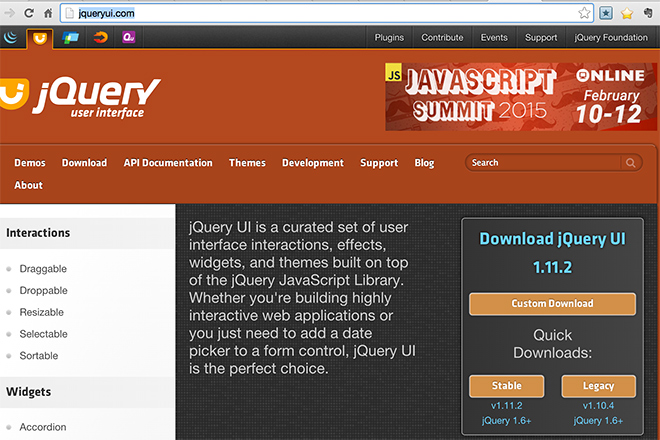 jqueryui.com
Plugins Contribute Events Support jQuery Foundation
jQuery
user interface
JS JAVASCRIPT
SUMMIT 2015
ONLINE
February
10-12
Demos Download API Documentation Themes Development Support Blog
About
Search
Interactions
Draggable
Droppable
Resizable
Selectable
Sortable
Widgets
Accordion
jQuery UI is a curated set of user
interface interactions, effects,
widgets, and themes built on top
of the jQuery JavaScript Library.
Whether you're building highly
interactive web applications or
you just need to add a date
picker to a form control, jQuery UI
is the perfect choice.
Download jQuery UI
1.11.2
Custom Download
Quick
Downloads:
Stable Legacy
v1.11.2 v1.10.4
jQuery 1.6+ jQuery 1.6+